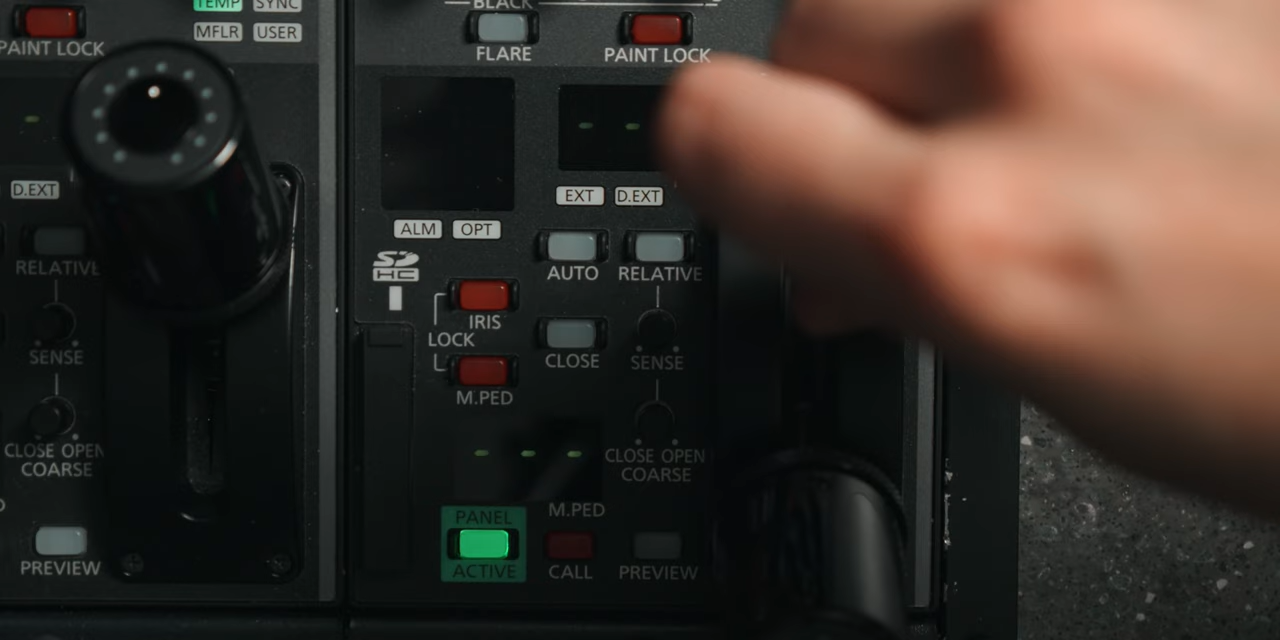 TEMP SYNC
MFLR USER
PAINT LOCK
D.EXT
RELATIVE
SENSE
CLOSE OPEN
COARSE
PREVIEW
BLACK
FLARE
PAINT LOCK
EXT D.EXT
ALM OPT
SD
HC
AUTO RELATIVE
IRIS
LOCK
CLOSE SENSE
M.PED
CLOSE OPEN
COARSE
PANEL M.PED
ACTIVE CALL PREVIEW